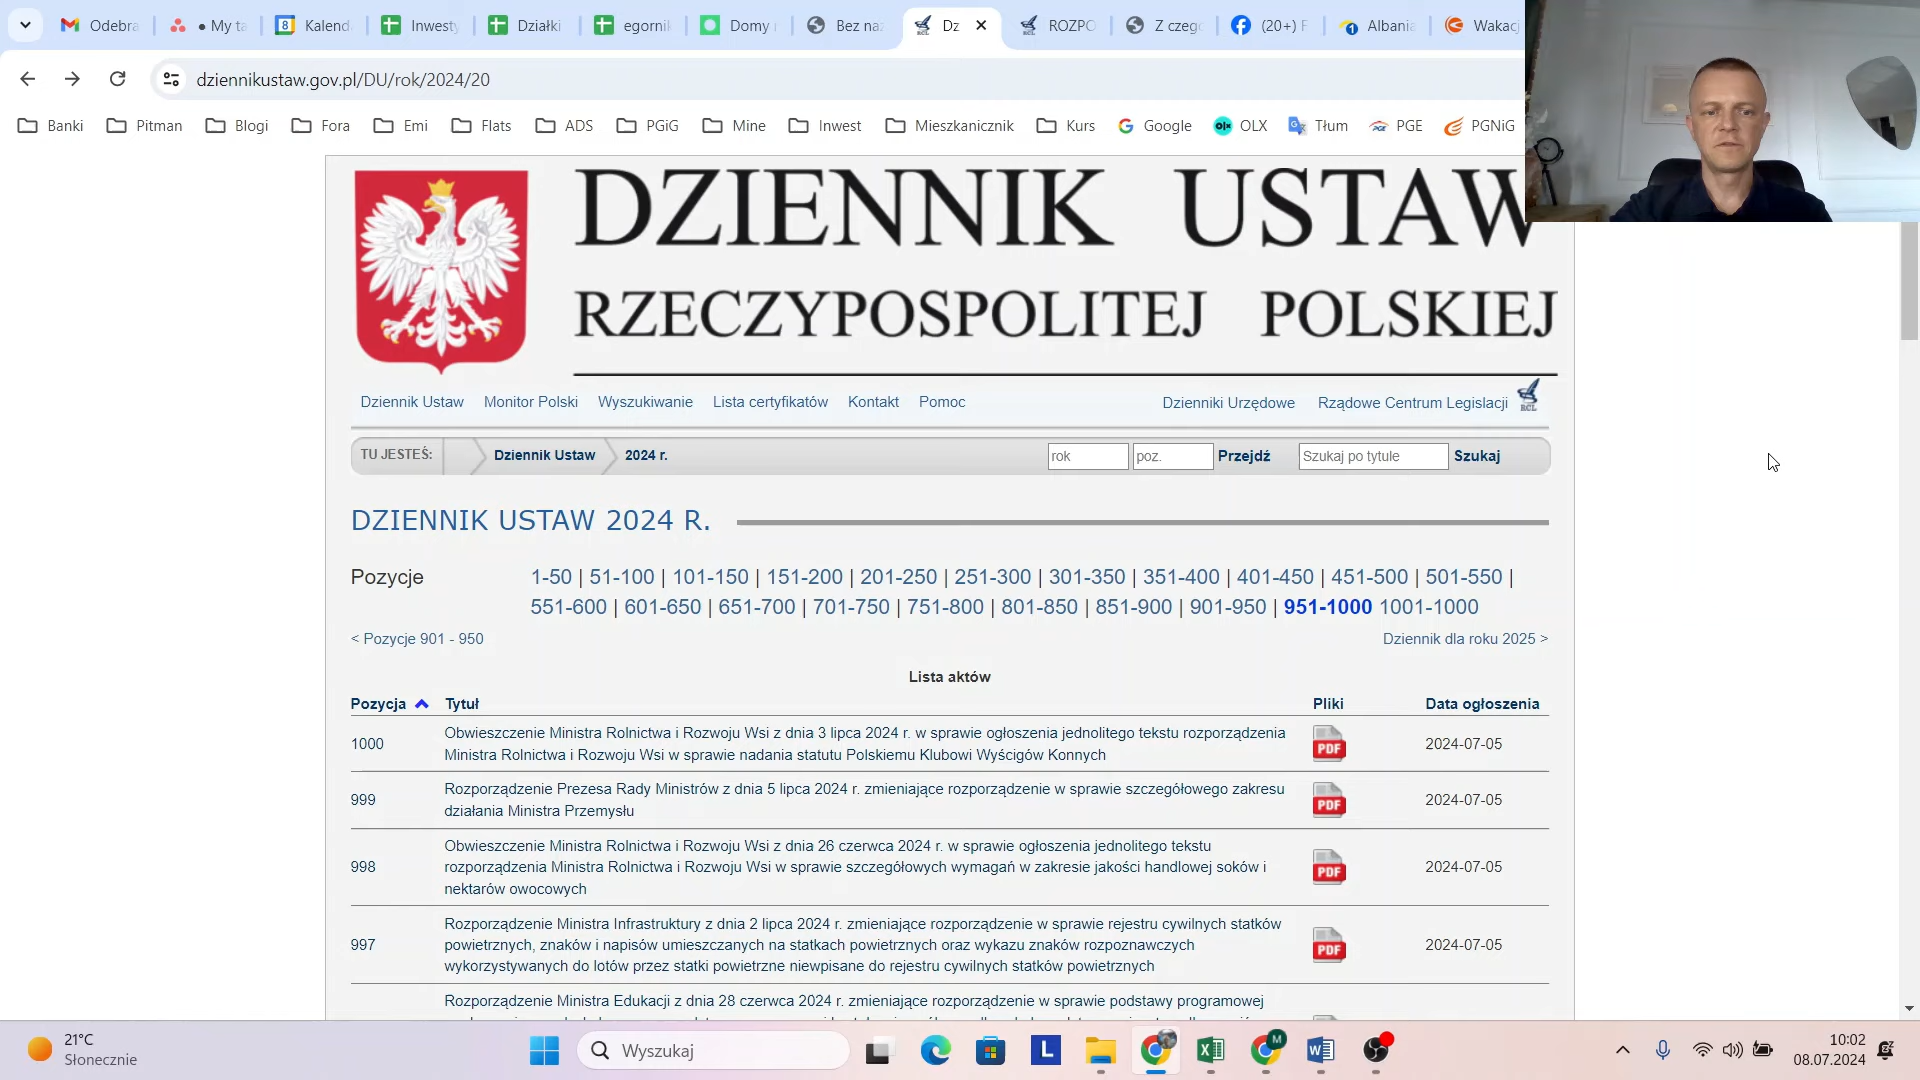 Odebra
● My ta
Kalend
Inwesty
Działki
egornik
Domy
Bez naz
Dz
ROZPO
Z czego
(20+) F
Albania
Wakacj
dziennikustaw.gov.pl/DU/rok/2024/20
Banki Pitman Blogi Fora Emi Flats ADS PGiG Mine Inwest Mieszkanicznik Kurs Google OLX Tłum PGE PGNiG
DZIENNIK USTAW
RZECZYPOSPOLITEJ POLSKIEJ
Dziennik Ustaw Monitor Polski Wyszukiwanie Lista certyfikatów Kontakt Pomoc Dzienniki Urzędowe Rządowe Centrum Legislacji RCL
TU JESTEŚ: Dziennik Ustaw 2024 r. rok poz. Przejdź Szukaj po tytule Szukaj
DZIENNIK USTAW 2024 R.
Pozycje 1-50 | 51-100 | 101-150 | 151-200 | 201-250 | 251-300 | 301-350 | 351-400 | 401-450 | 451-500 | 501-550 |
551-600 | 601-650 | 651-700 | 701-750 | 751-800 | 801-850 | 851-900 | 901-950 | 951-1000 1001-1000
< Pozycje 901 - 950 Dziennik dla roku 2025 >
Lista aktów
Pozycja Tytuł Pliki Data ogłoszenia
1000 Obwieszczenie Ministra Rolnictwa i Rozwoju Wsi z dnia 3 lipca 2024 r. w sprawie ogłoszenia jednolitego tekstu rozporządzenia
Ministra Rolnictwa i Rozwoju Wsi w sprawie nadania statutu Polskiemu Klubowi Wyścigów Konnych PDF 2024-07-05
999 Rozporządzenie Prezesa Rady Ministrów z dnia 5 lipca 2024 r. zmieniające rozporządzenie w sprawie szczegółowego zakresu
działania Ministra Przemysłu PDF 2024-07-05
998 Obwieszczenie Ministra Rolnictwa i Rozwoju Wsi z dnia 26 czerwca 2024 r. w sprawie ogłoszenia jednolitego tekstu
rozporządzenia Ministra Rolnictwa i Rozwoju Wsi w sprawie szczegółowych wymagań w zakresie jakości handlowej soków i
nektarów owocowych PDF 2024-07-05
997 Rozporządzenie Ministra Infrastruktury z dnia 2 lipca 2024 r. zmieniające rozporządzenie w sprawie rejestru cywilnych statków
powietrznych, znaków i napisów umieszczanych na statkach powietrznych oraz wykazu znaków rozpoznawczych
wykorzystywanych do lotów przez statki powietrzne niewpisane do rejestru cywilnych statków powietrznych PDF 2024-07-05
Rozporządzenie Ministra Edukacji z dnia 28 czerwca 2024 r. zmieniające rozporządzenie w sprawie podstawy programowej
21°C
Słonecznie
Wyszukaj
10:02
08.07.2024